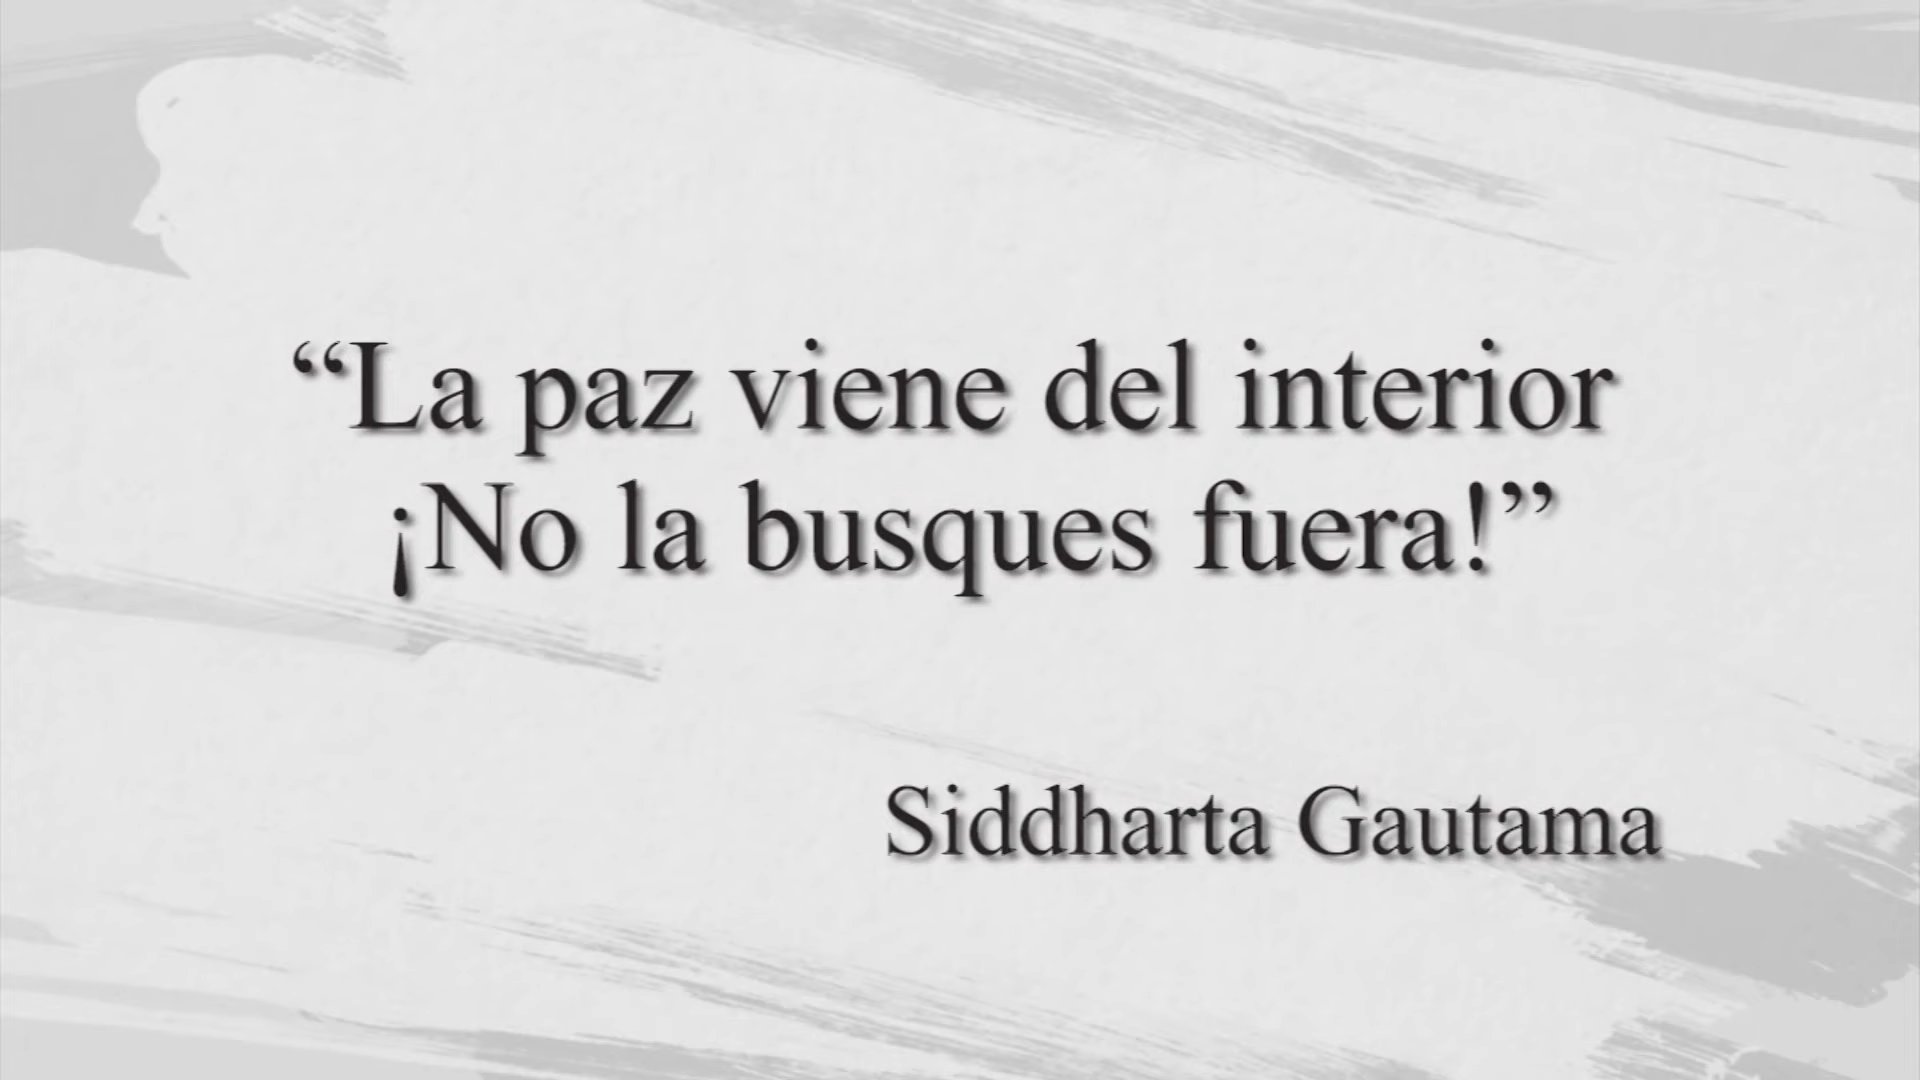 “La paz viene del interior
¡No la busques fuera!”
Siddharta Gautama